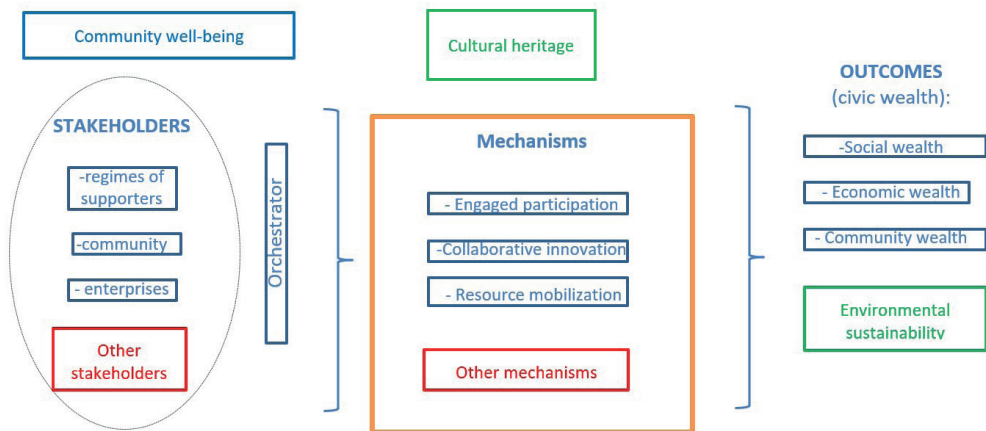 Community well-being
Cultural heritage
STAKEHOLDERS
-regimes of
supporters
-community
- enterprises
Other
stakeholders
Orchestrator
Mechanisms
- Engaged participation
-Collaborative innovation
- Resource mobilization
Other mechanisms
OUTCOMES
(civic wealth):
-Social wealth
- Economic wealth
- Community wealth
Environmental
sustainability